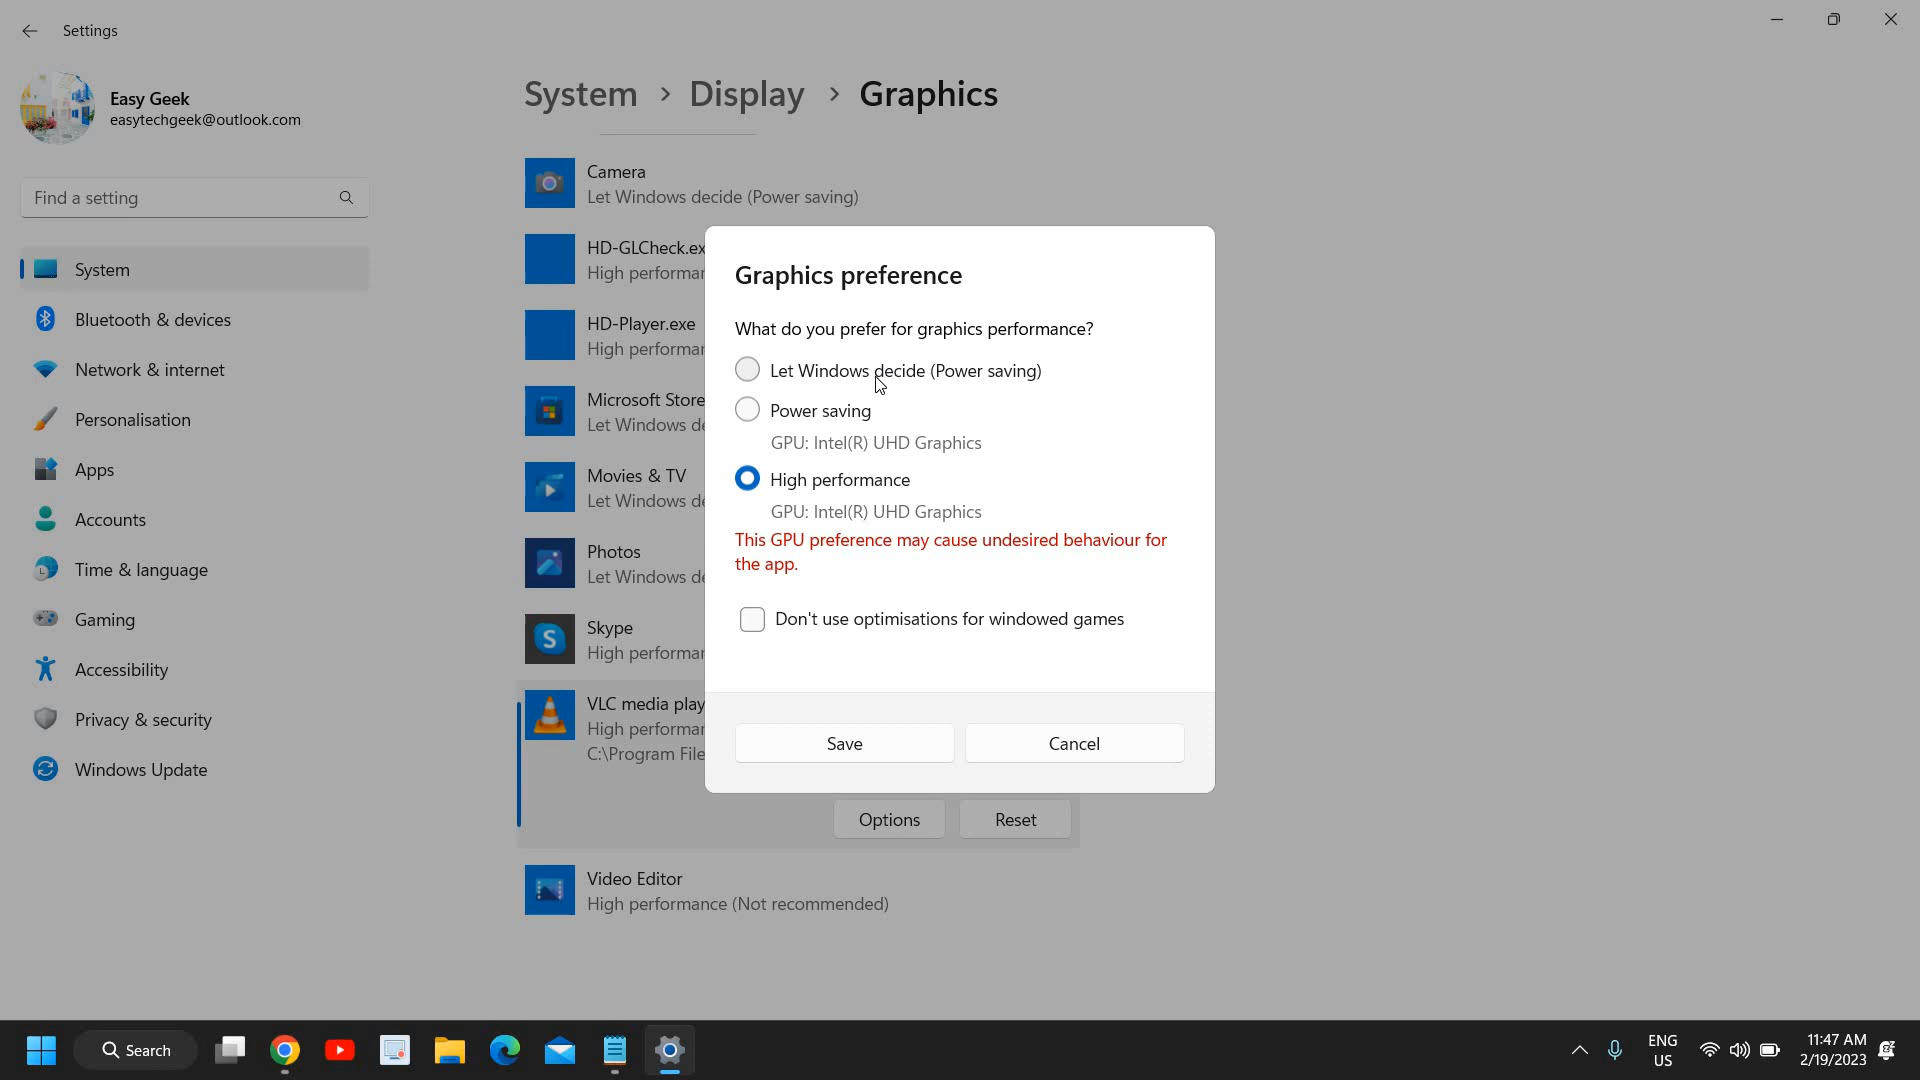 Settings
Easy Geek
easytechgeek@outlook.com
Find a setting
System
Bluetooth & devices
Network & internet
Personalisation
Apps
Accounts
Time & language
Gaming
Accessibility
Privacy & security
Windows Update
System > Display > Graphics
Camera
Let Windows decide (Power saving)
HD-GLCheck.ex
High performan
HD-Player.exe
High performan
Microsoft Store
Let Windows de
Movies & TV
Let Windows de
Photos
Let Windows de
Skype
High performan
VLC media play
High performan
C:\Program File
Options
Reset
Video Editor
High performance (Not recommended)
Graphics preference
What do you prefer for graphics performance?
Let Windows decide (Power saving)
Power saving
GPU: Intel(R) UHD Graphics
High performance
GPU: Intel(R) UHD Graphics
This GPU preference may cause undesired behaviour for
the app.
Don't use optimisations for windowed games
Save
Cancel
Search
ENG
US
11:47 AM
2/19/2023